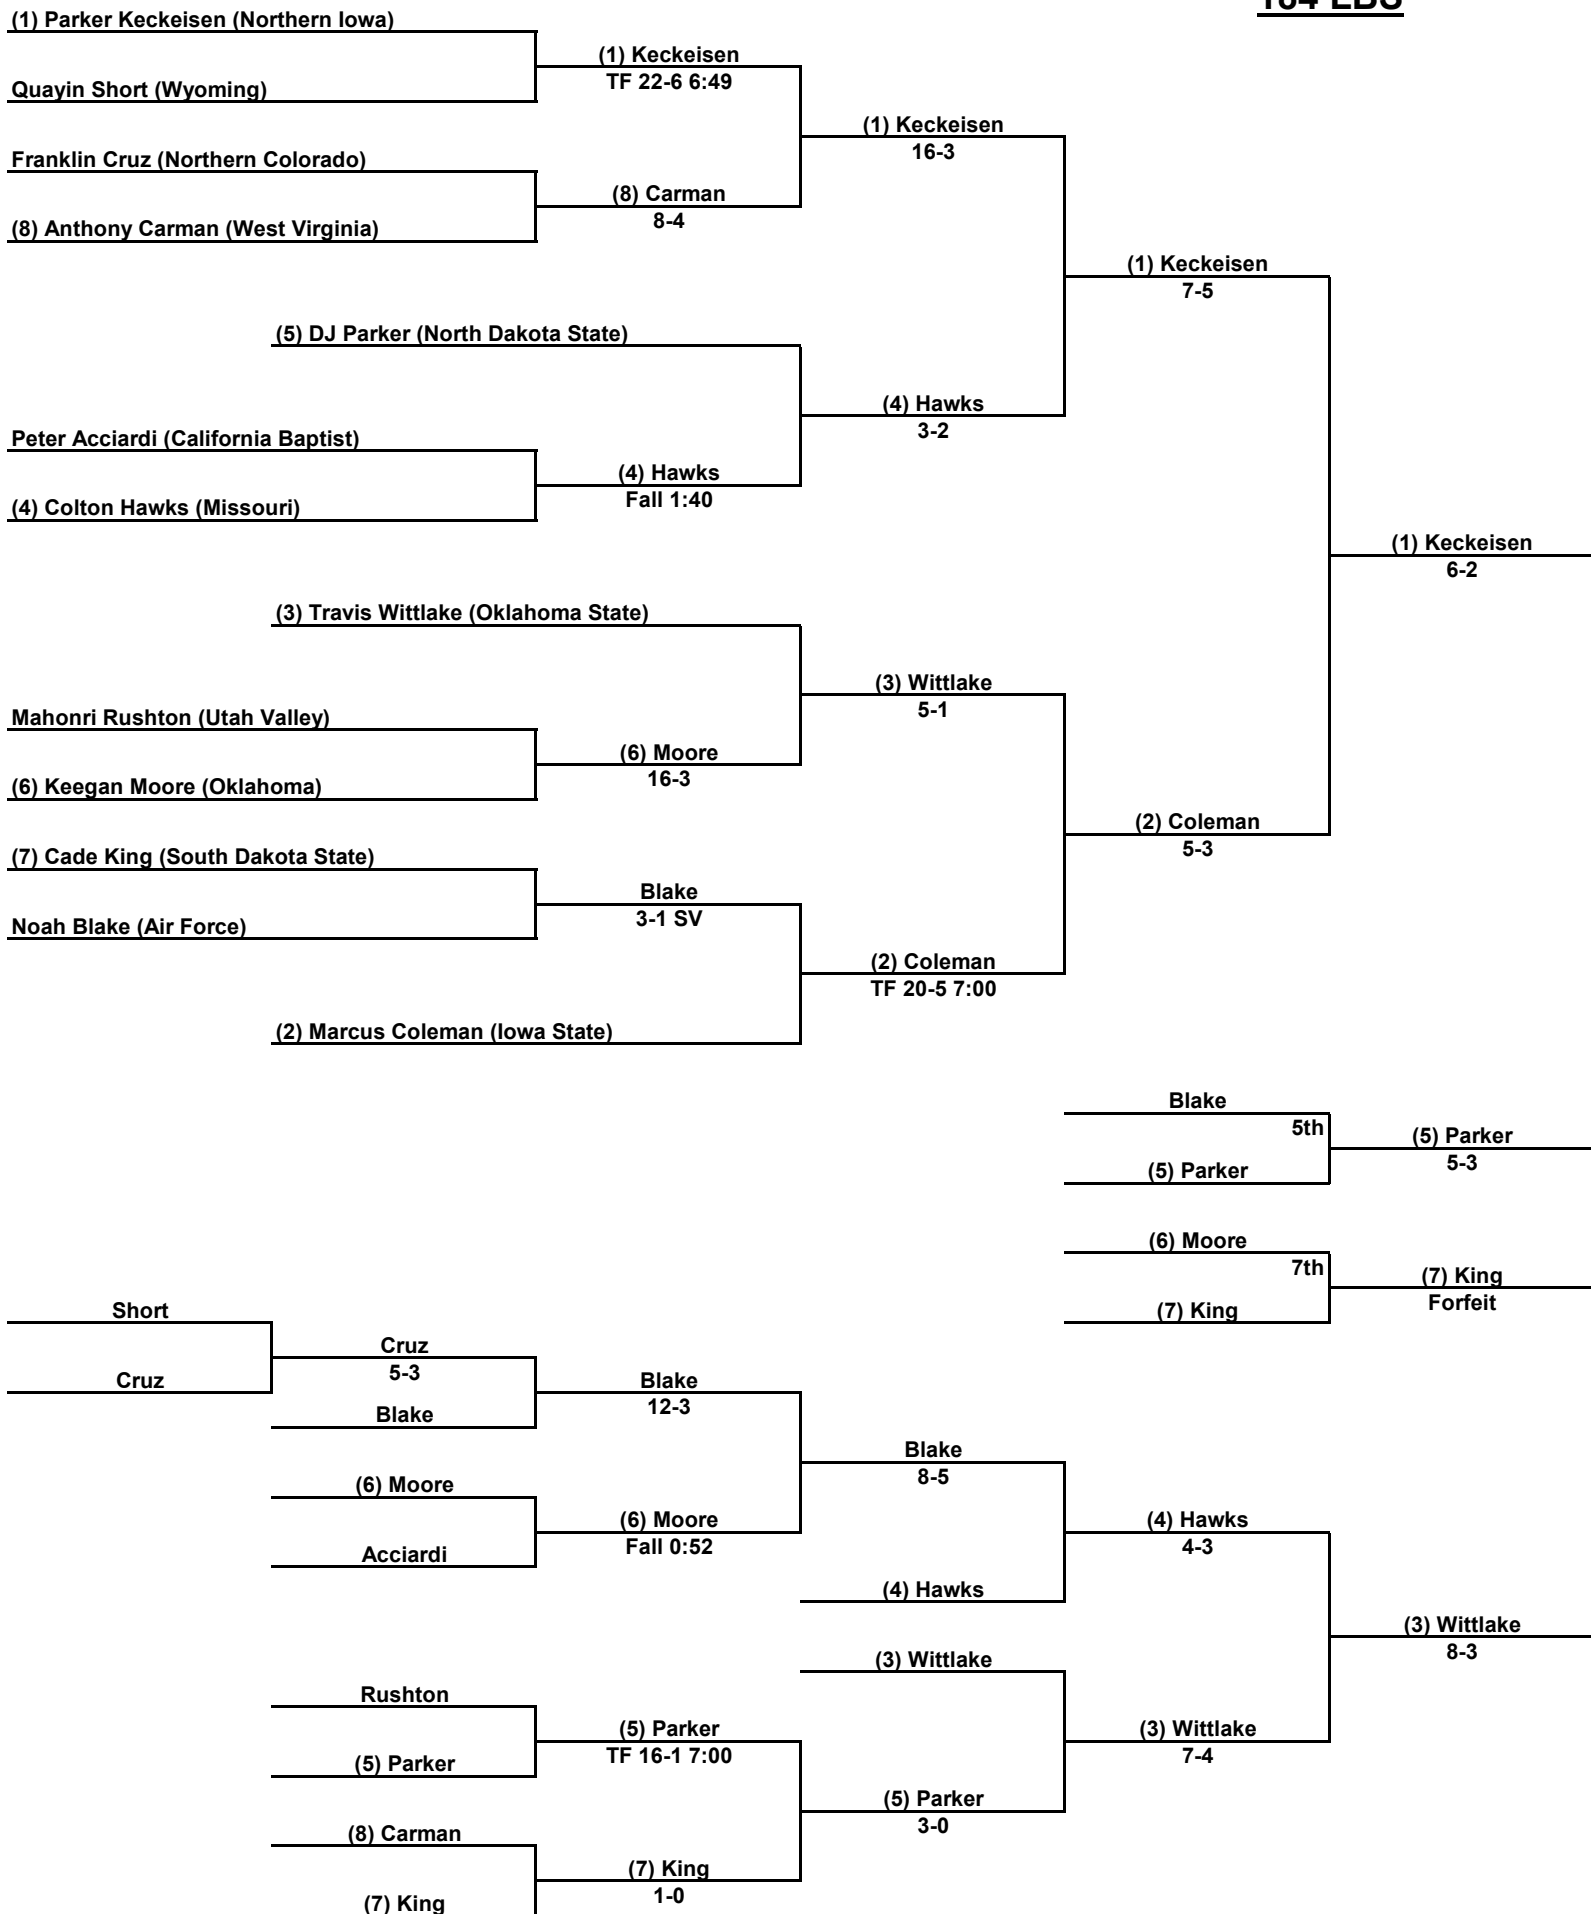 184 LBS
(1) Parker Keckeisen (Northern Iowa)
(1) Keckeisen
TF 22-6 6:49
Quayin Short (Wyoming)
(1) Keckeisen
16-3
Franklin Cruz (Northern Colorado)
(8) Carman
8-4
(8) Anthony Carman (West Virginia)
(1) Keckeisen
7-5
(5) DJ Parker (North Dakota State)
(4) Hawks
3-2
Peter Acciardi (California Baptist)
(4) Hawks
Fall 1:40
(4) Colton Hawks (Missouri)
(1) Keckeisen
6-2
(3) Travis Wittlake (Oklahoma State)
(3) Wittlake
5-1
Mahonri Rushton (Utah Valley)
(6) Moore
16-3
(6) Keegan Moore (Oklahoma)
(2) Coleman
5-3
(7) Cade King (South Dakota State)
Blake
3-1 SV
Noah Blake (Air Force)
(2) Coleman
TF 20-5 7:00
(2) Marcus Coleman (Iowa State)
Blake
5th
(5) Parker
5-3
(5) Parker
(6) Moore
7th
(7) King
Forfeit
(7) King
Short
Cruz
5-3
Cruz
Blake
12-3
Blake
Blake
8-5
(6) Moore
(6) Moore
Fall 0:52
(4) Hawks
4-3
Acciardi
(4) Hawks
(3) Wittlake
8-3
(3) Wittlake
Rushton
(5) Parker
TF 16-1 7:00
(3) Wittlake
7-4
(5) Parker
(5) Parker
3-0
(8) Carman
(7) King
1-0
(7) King